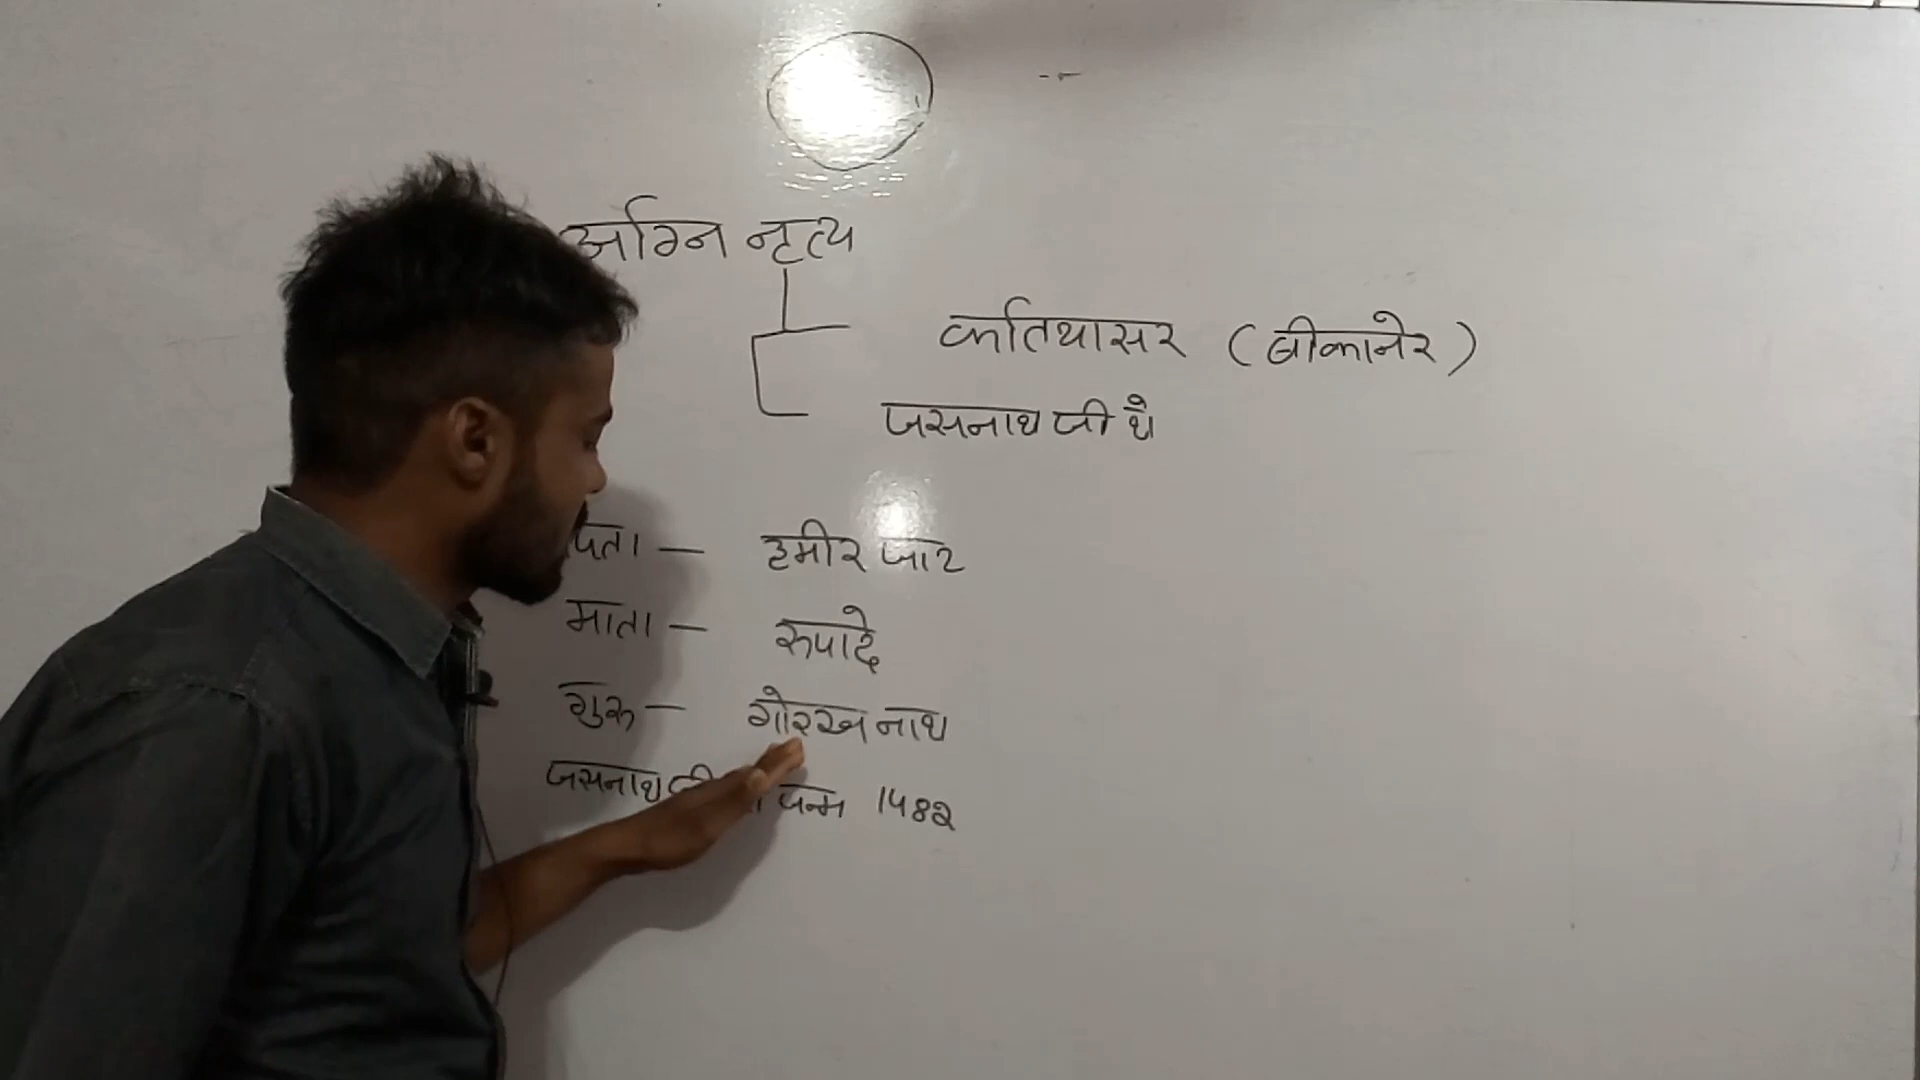 अग्नि नृत्य
कतियासर (बीकानेर)
जसनाथ जी थे
पिता — हमीर जाट
माता — रुपादे
गुरु — गोरखनाथ
जसनाथ जी जन्म 1482